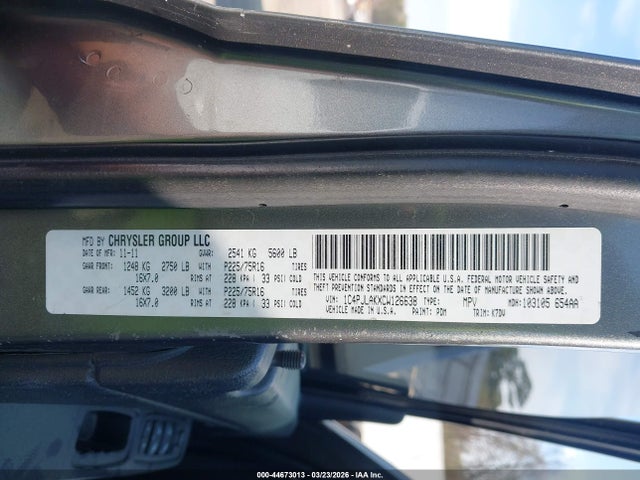 MFD BY CHRYSLER GROUP LLC
DATE OF MFR: 11-11 GVWR: 2541 KG 5600 LB
GAWR FRONT: 1248 KG 2750 LB WITH P225/75R16 TIRES
16X7.0 RIMS AT 228 KPA / 33 PSI COLD
GAWR REAR: 1452 KG 3200 LB WITH P225/75R16 TIRES
16X7.0 RIMS AT 228 KPA / 33 PSI COLD
THIS VEHICLE CONFORMS TO ALL APPLICABLE U.S.A. FEDERAL MOTOR VEHICLE SAFETY, BUMPER, AND
THEFT PREVENTION STANDARDS IN EFFECT ON THE DATE OF MANUFACTURE SHOWN ABOVE.
VIN: 1C4PJLAKXCW126638 TYPE: MPV MDH: 103105 654AA
VEHICLE MADE IN U.S.A. PAINT: PDM TRIM: K7DV
000-44673013 - 03/23/2026 - IAA Inc.